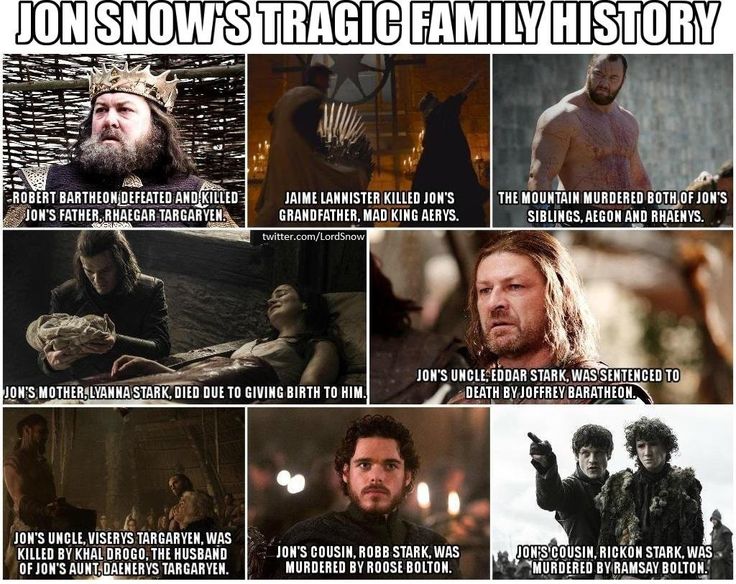 JON SNOW'S TRAGIC FAMILY HISTORY
ROBERT BARTHEON DEFEATED AND KILLED
JON'S FATHER, RHAEGAR TARGARYEN.
JAIME LANNISTER KILLED JON'S
GRANDFATHER, MAD KING AERYS.
THE MOUNTAIN MURDERED BOTH OF JON'S
SIBLINGS, AEGON AND RHAENYS.
twitter.com/LordSnow
JON'S MOTHER, LYANNA STARK, DIED DUE TO GIVING BIRTH TO HIM.
JON'S UNCLE, EDDAR STARK, WAS SENTENCED TO
DEATH BY JOFFREY BARATHEON.
JON'S UNCLE, VISERYS TARGARYEN, WAS
KILLED BY KHAL DROGO, THE HUSBAND
OF JON'S AUNT, DAENERYS TARGARYEN.
JON'S COUSIN, ROBB STARK, WAS
MURDERED BY ROOSE BOLTON.
JON'S COUSIN, RICKON STARK, WAS
MURDERED BY RAMSAY BOLTON.